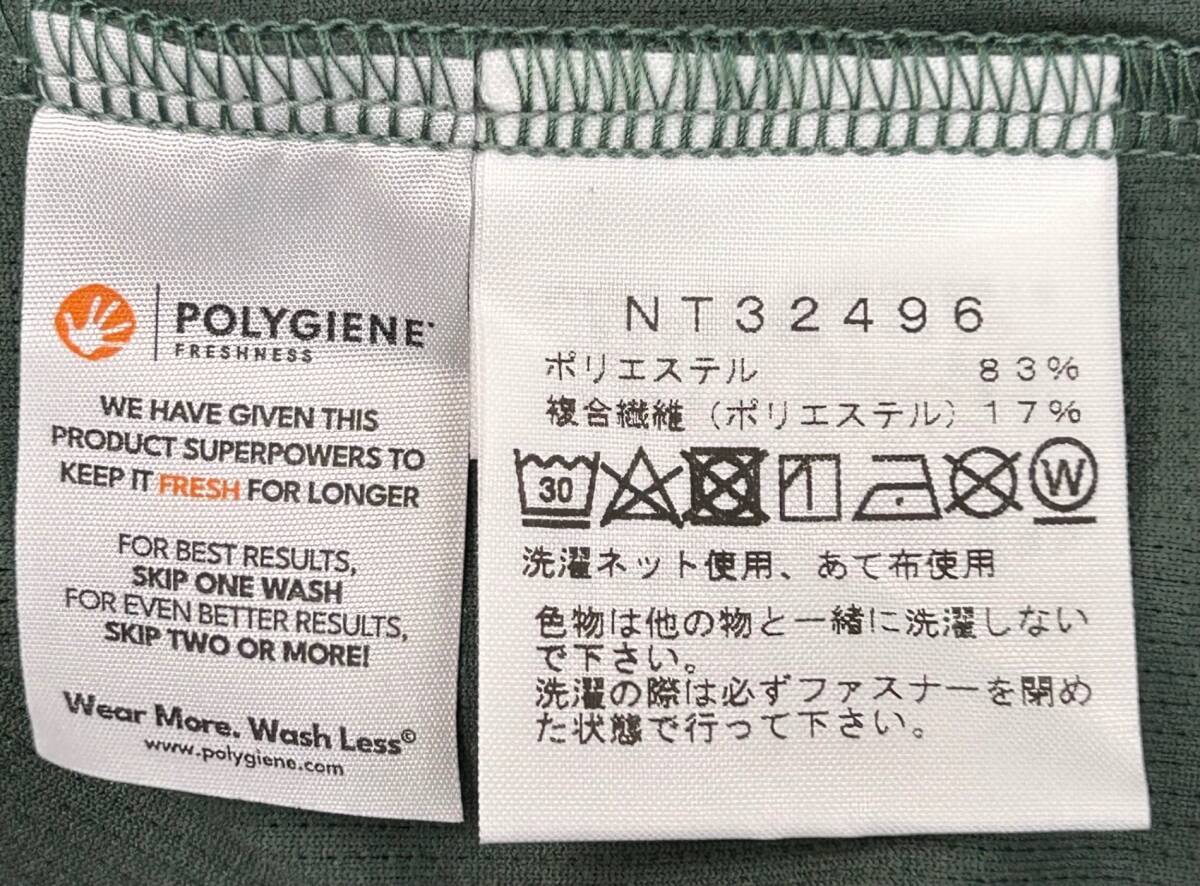 POLYGIENE
FRESHNESS
WE HAVE GIVEN THIS
PRODUCT SUPERPOWERS TO
KEEP IT FRESH FOR LONGER
FOR BEST RESULTS,
SKIP ONE WASH
FOR EVEN BETTER RESULTS,
SKIP TWO OR MORE!
Wear More. Wash Less©
www.polygiene.com
NT32496
ポリエステル 83%
複合繊維（ポリエステル）17%
30 W
洗濯ネット使用、あて布使用
色物は他の物と一緒に洗濯しない
で下さい。
洗濯の際は必ずファスナーを閉め
た状態で行って下さい。